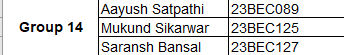 Aayush Satpathi 23BEC089
Group 14 Mukund Sikarwar 23BEC125
Saransh Bansal 23BEC127